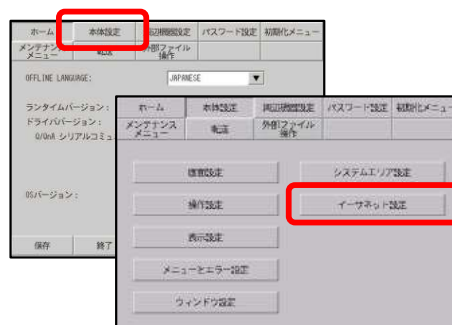 ホーム 本体設定 周辺機器設定 パスワード設定 初期化メニュー
メンテナンスメニュー 転送 外部ファイル操作
OFFLINE LANGUAGE: JAPANESE
ランタイムバージョン:
ドライババージョン:
Q/QnA シリアルコミュ
OSバージョン:
保存 終了
ホーム 本体設定 周辺機器設定 パスワード設定 初期化メニュー
メンテナンスメニュー 転送 外部ファイル操作
画面設定 システムエリア設定
操作設定 イーサネット設定
表示設定
メニューとエラー設定
ウィンドウ設定